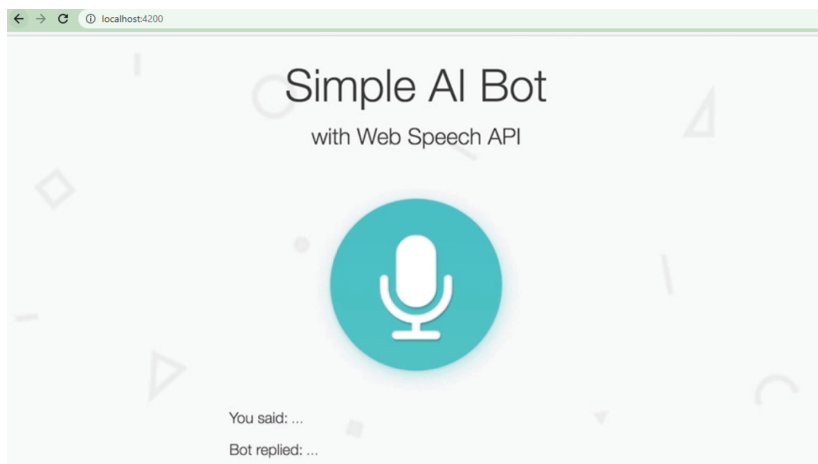 localhost:4200
Simple AI Bot
with Web Speech API
You said: ...
Bot replied: ...